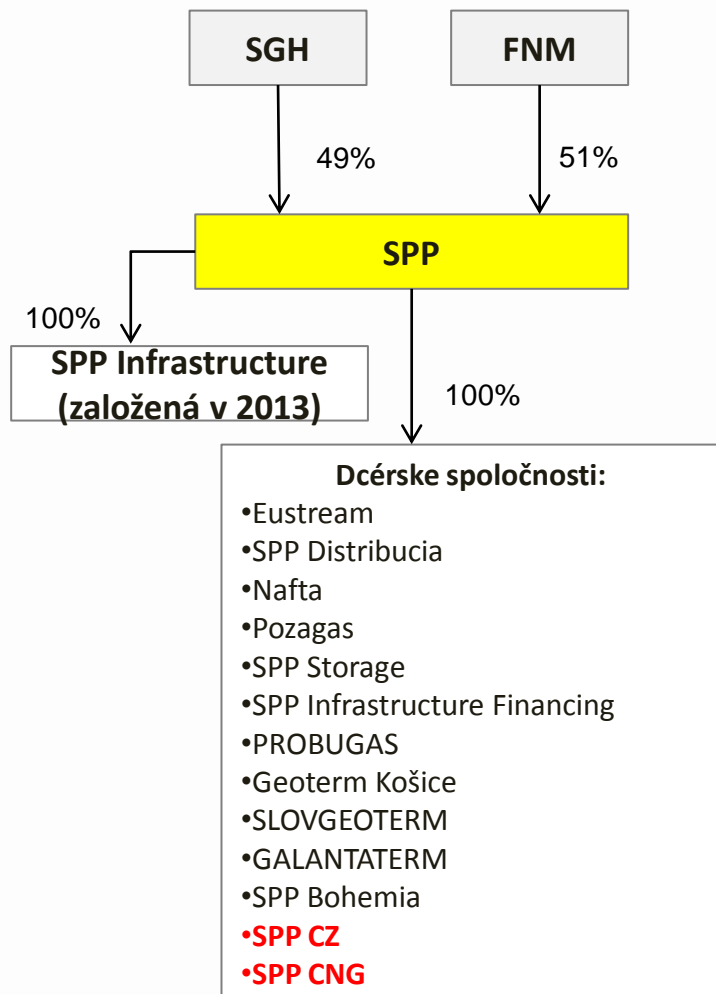 SGH
FNM
49%
51%
SPP
100%
SPP Infrastructure
(založená v 2013)
100%
Dcérske spoločnosti:
•Eustream
•SPP Distribucia
•Nafta
•Pozagas
•SPP Storage
•SPP Infrastructure Financing
•PROBUGAS
•Geoterm Košice
•SLOVGEOTERM
•GALANTATERM
•SPP Bohemia
•SPP CZ
•SPP CNG